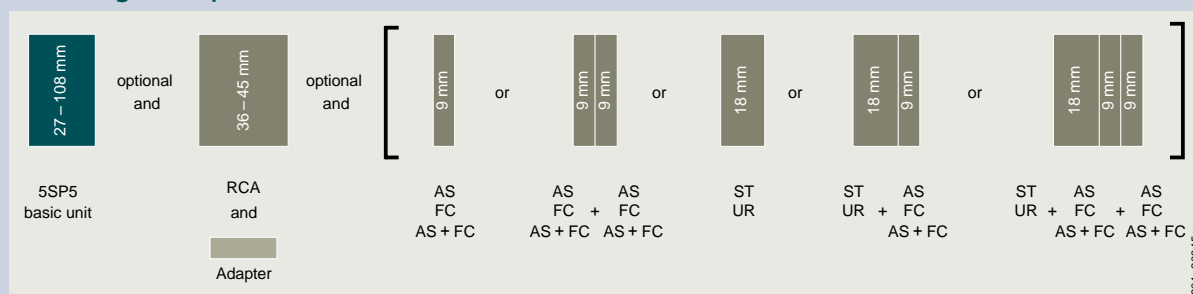 27 – 108 mm
optional
and
36 – 45 mm
optional
and
9 mm
or
9 mm
9 mm
or
18 mm
or
18 mm
9 mm
or
18 mm
9 mm
9 mm
5SP5
basic unit
RCA
and
Adapter
AS
FC
AS + FC
AS AS
FC + FC
AS + FC AS + FC
ST
UR
ST AS
UR + FC
AS + FC
ST AS AS
UR + FC + FC
AS + FC AS + FC